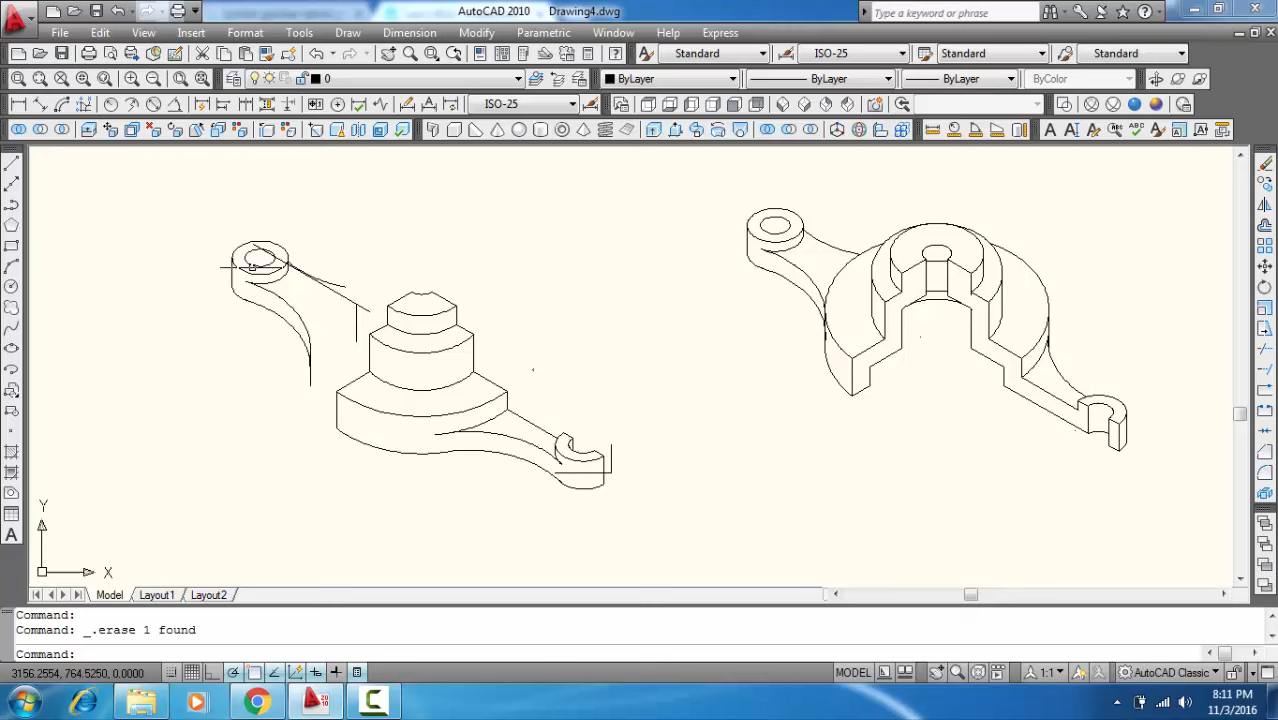 AutoCAD 2010 Drawing4.dwg
Type a keyword or phrase
File Edit View Insert Format Tools Draw Dimension Modify Parametric Window Help Express
Standard ISO-25 Standard Standard
0 ByLayer ByLayer ByLayer ByColor
ISO-25
Y
X
Model Layout1 Layout2
Command:
Command: _.erase 1 found
Command:
3156.2554, 764.5250, 0.0000 MODEL 1:1 AutoCAD Classic
8:11 PM
11/3/2016